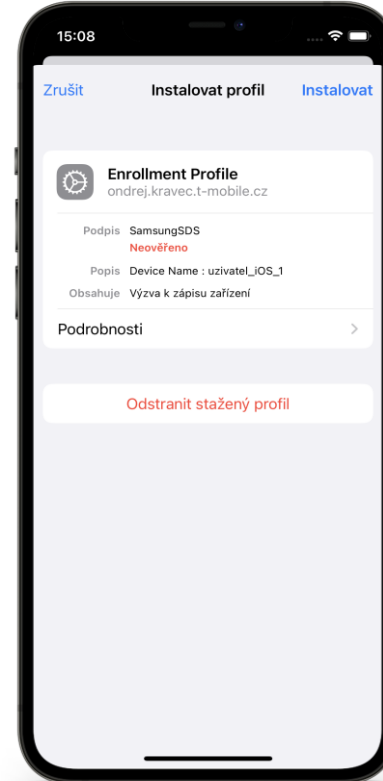 15:08
Zrušit Instalovat profil Instalovat
Enrollment Profile
ondrej.kravec.t-mobile.cz
Podpis SamsungSDS
Neověřeno
Popis Device Name : uzivatel_iOS_1
Obsahuje Výzva k zápisu zařízení
Podrobnosti
Odstranit stažený profil